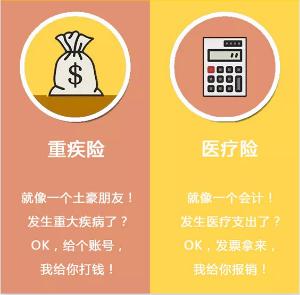 重疾险
就像一个土豪朋友！
发生重大疾病了？
OK，给个账号，
我给你打钱！
医疗险
就像一个会计！
发生医疗支出了？
OK，发票拿来，
我给你报销！